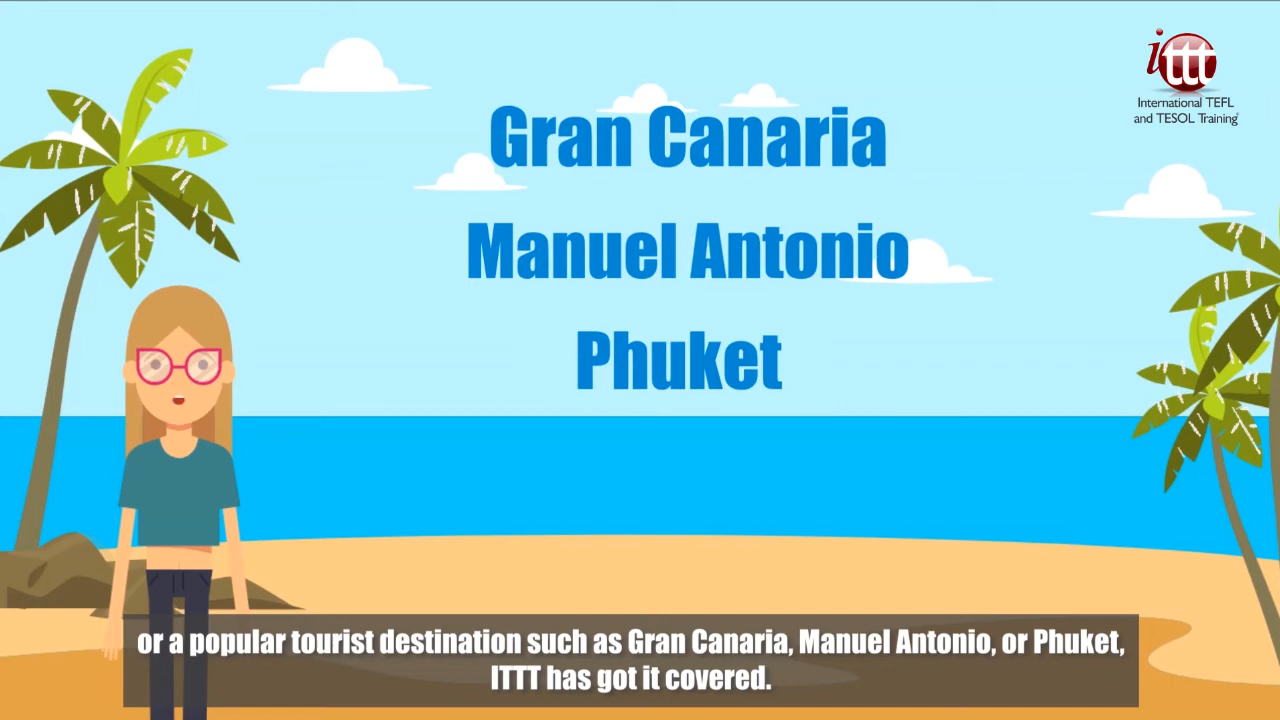 ittt
International TEFL
and TESOL Training
Gran Canaria
Manuel Antonio
Phuket
or a popular tourist destination such as Gran Canaria, Manuel Antonio, or Phuket,
ITTT has got it covered.